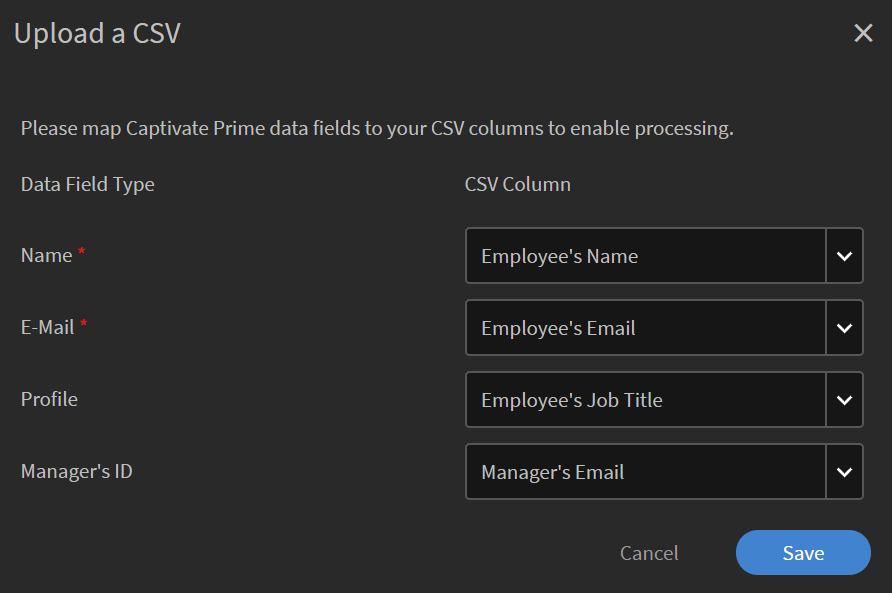 Upload a CSV
Please map Captivate Prime data fields to your CSV columns to enable processing.
Data Field Type CSV Column
Name * Employee's Name
E-Mail * Employee's Email
Profile Employee's Job Title
Manager's ID Manager's Email
Cancel Save